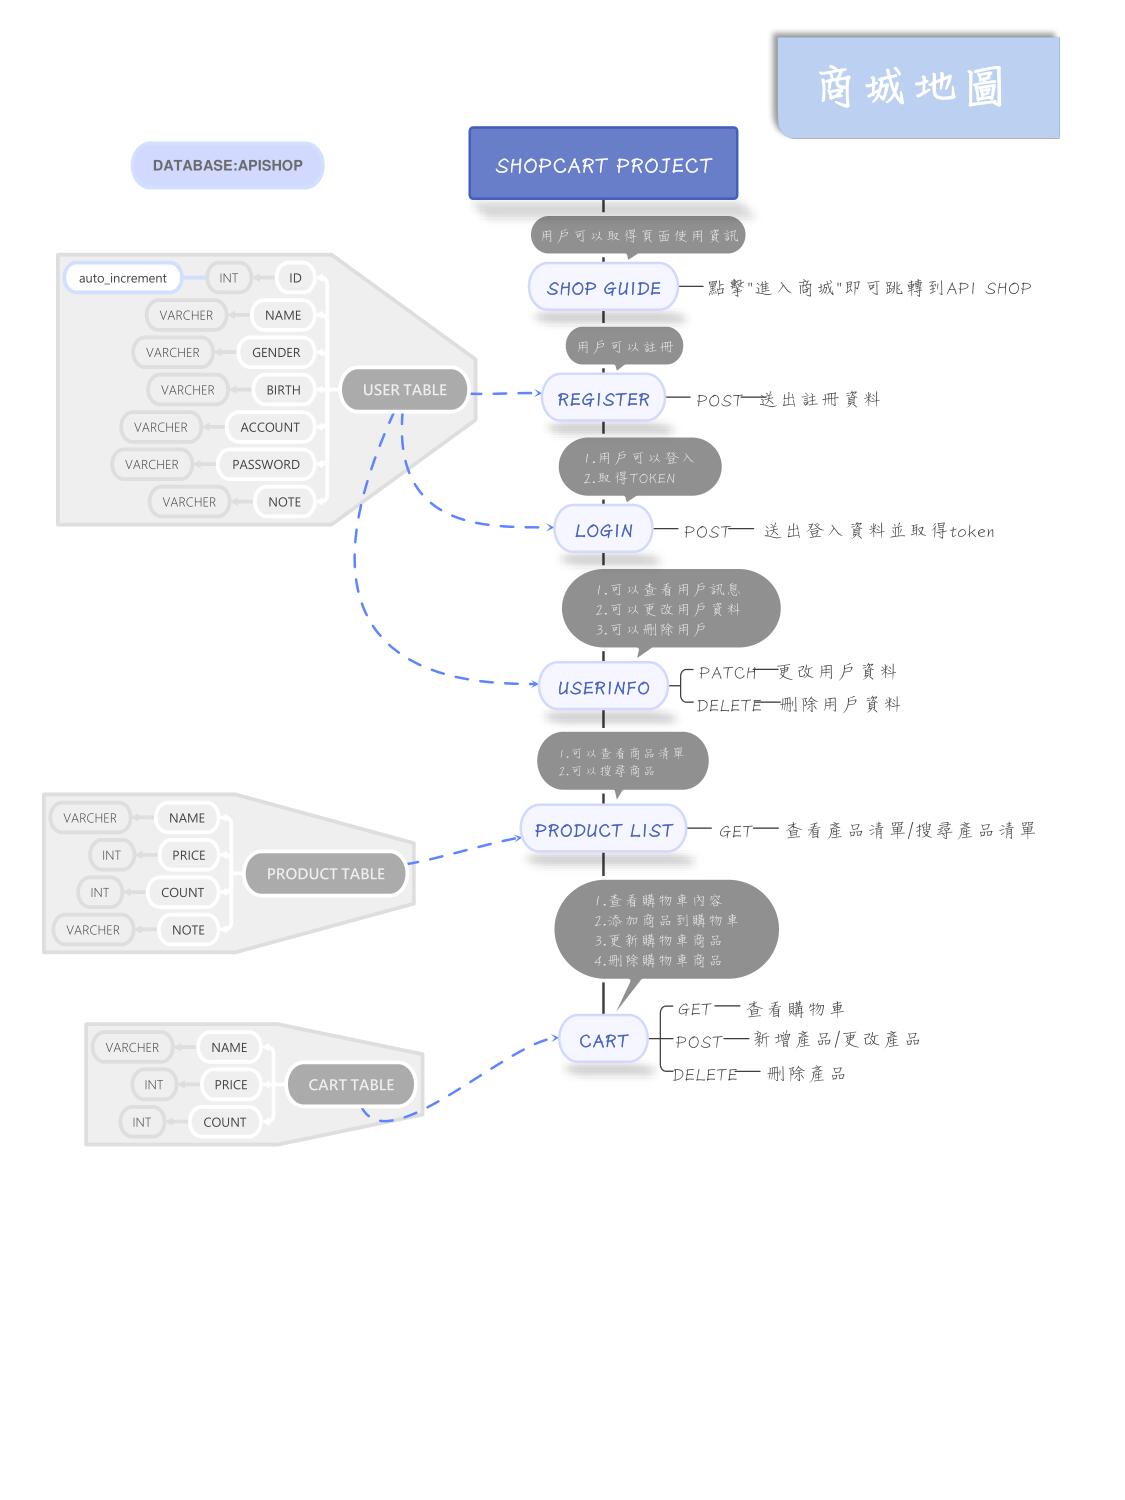 商城地圖
DATABASE:APISHOP
SHOPCART PROJECT
用戶可以取得頁面使用資訊
SHOP GUIDE
點擊"進入商城"即可跳轉到API SHOP
用戶可以註冊
REGISTER
POST
送出註冊資料
1.用戶可以登入
2.取得TOKEN
LOGIN
POST
送出登入資料並取得token
1.可以查看用戶訊息
2.可以更改用戶資料
3.可以刪除用戶
USERINFO
PATCH
更改用戶資料
DELETE
刪除用戶資料
1.可以查看商品清單
2.可以搜尋商品
PRODUCT LIST
GET
查看產品清單/搜尋產品清單
1.查看購物車內容
2.添加商品到購物車
3.更新購物車商品
4.刪除購物車商品
CART
GET
查看購物車
POST
新增產品/更改產品
DELETE
刪除產品
USER TABLE
auto_increment
INT
ID
VARCHER
NAME
VARCHER
GENDER
VARCHER
BIRTH
VARCHER
ACCOUNT
VARCHER
PASSWORD
VARCHER
NOTE
PRODUCT TABLE
VARCHER
NAME
INT
PRICE
INT
COUNT
VARCHER
NOTE
CART TABLE
VARCHER
NAME
INT
PRICE
INT
COUNT